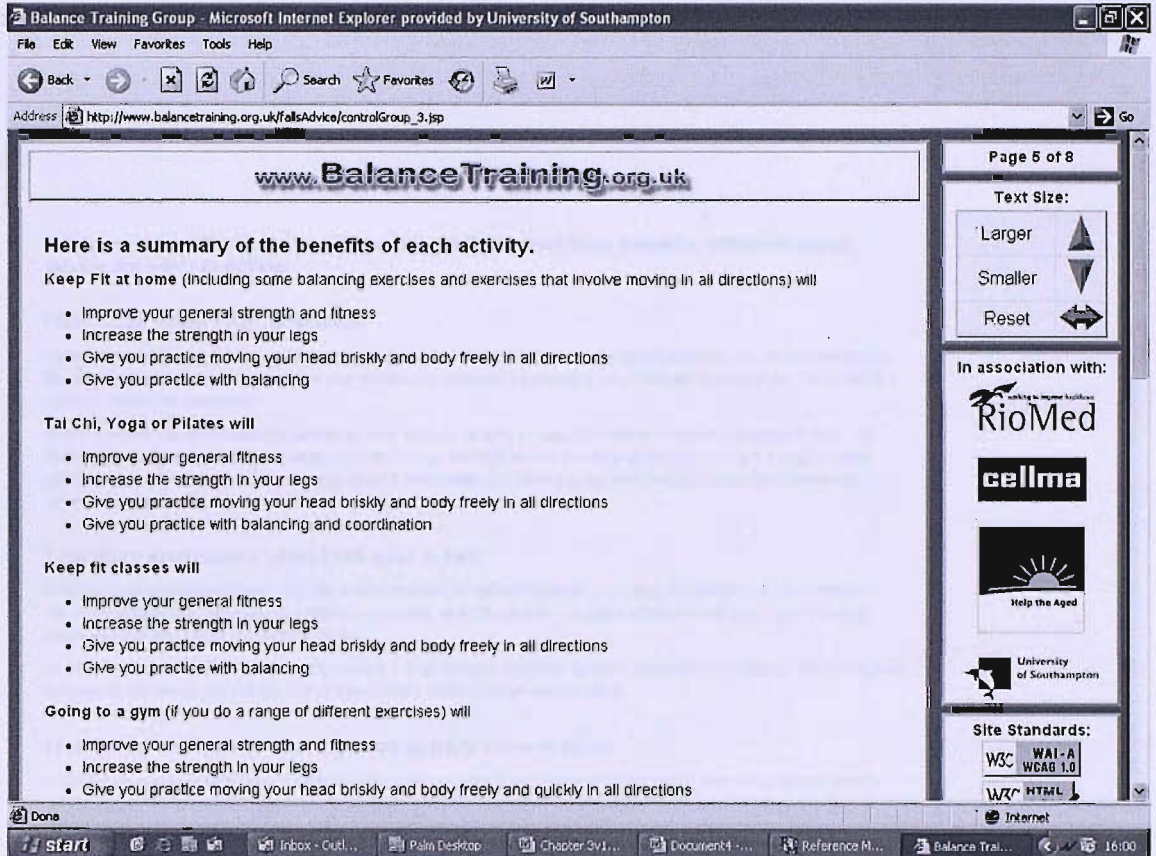 Balance Training Group - Microsoft Internet Explorer provided by University of Southampton
File Edit View Favorites Tools Help
Back Search Favorites
Address http://www.balancetraining.org.uk/fallsAdvice/controlGroup_3.jsp Go
www.BalanceTraining.org.uk
Here is a summary of the benefits of each activity.
Keep Fit at home (including some balancing exercises and exercises that involve moving in all directions) will
• Improve your general strength and fitness
• Increase the strength in your legs
• Give you practice moving your head briskly and body freely in all directions
• Give you practice with balancing
Tai Chi, Yoga or Pilates will
• Improve your general fitness
• Increase the strength in your legs
• Give you practice moving your head briskly and body freely in all directions
• Give you practice with balancing and coordination
Keep fit classes will
• Improve your general fitness
• Increase the strength in your legs
• Give you practice moving your head briskly and body freely in all directions
• Give you practice with balancing
Going to a gym (if you do a range of different exercises) will
• Improve your general strength and fitness
• Increase the strength in your legs
• Give you practice moving your head briskly and body freely and quickly in all directions
Page 5 of 8
Text Size:
Larger
Smaller
Reset
In association with:
working to improve healthcare
RioMed
cellma
Help the Aged
University
of Southampton
Site Standards:
W3C WAI-A
WCAG 1.0
W3C HTML
Done Internet
start Inbox - Outl... Palm Desktop Chapter 3v1... Document4 -... Reference M... Balance Trai... 16:00